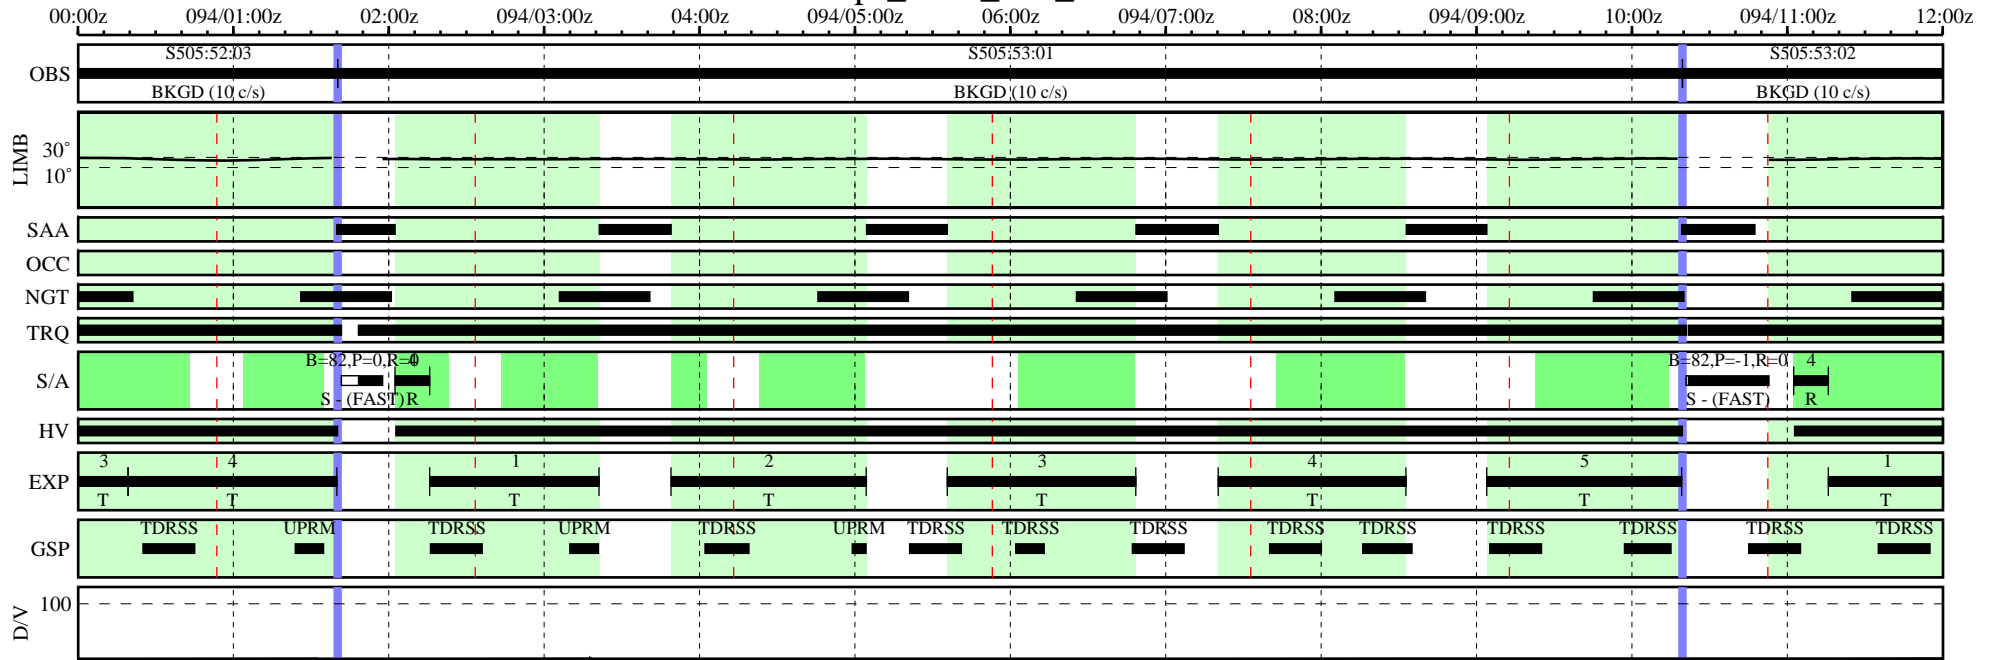 00:00z 094/01:00z 02:00z 094/03:00z 04:00z 094/05:00z 06:00z 094/07:00z 08:00z 094/09:00z 10:00z 094/11:00z 12:00z
S505:52:03 S505:53:01 S505:53:02
OBS
BKGD (10 c/s) BKGD (10 c/s) BKGD (10 c/s)
LIMB
30°
10°
SAA
OCC
NGT
TRQ
B=82,P=0,R=0 4 B=82,P=-1,R=0 4
S/A
S - (FAST) R S - (FAST) R
HV
3 4 1 2 3 4 5 1
EXP
T T T T T T T T
TDRSS UPRM TDRSS UPRM TDRSS UPRM TDRSS TDRSS TDRSS TDRSS TDRSS TDRSS TDRSS TDRSS TDRSS
GSP
D/V
100